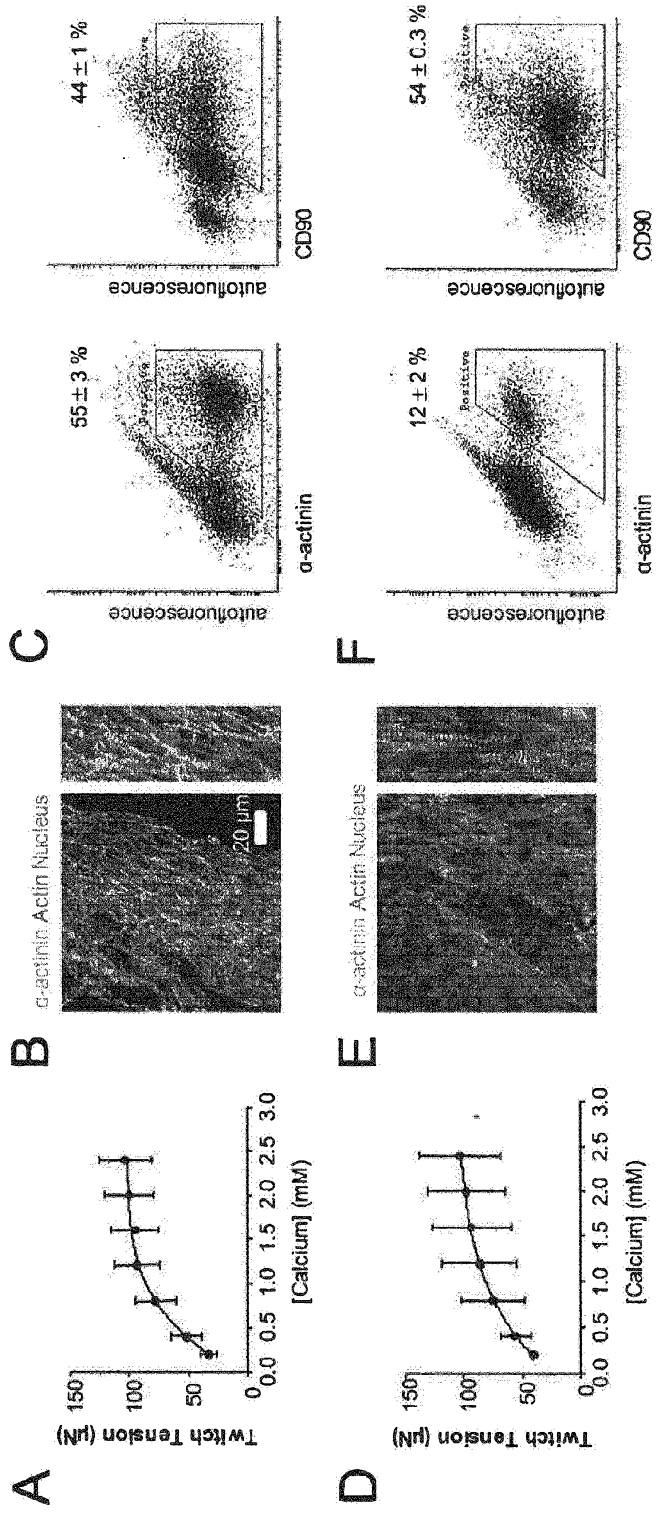 A
Twitch Tension (µN)
150
100
50
0
0.0 0.5 1.0 1.5 2.0 2.5 3.0
[Calcium] (mM)
B
α-actinin Actin Nucleus
20 µm
C
55 ± 3 %
Positive
autofluorescence
α-actinin
44 ± 1 %
Positive
autofluorescence
CD90
D
Twitch Tension (µN)
150
100
50
0
0.0 0.5 1.0 1.5 2.0 2.5 3.0
[Calcium] (mM)
E
α-actinin Actin Nucleus
F
12 ± 2 %
Positive
autofluorescence
α-actinin
54 ± 0.3 %
Positive
autofluorescence
CD90